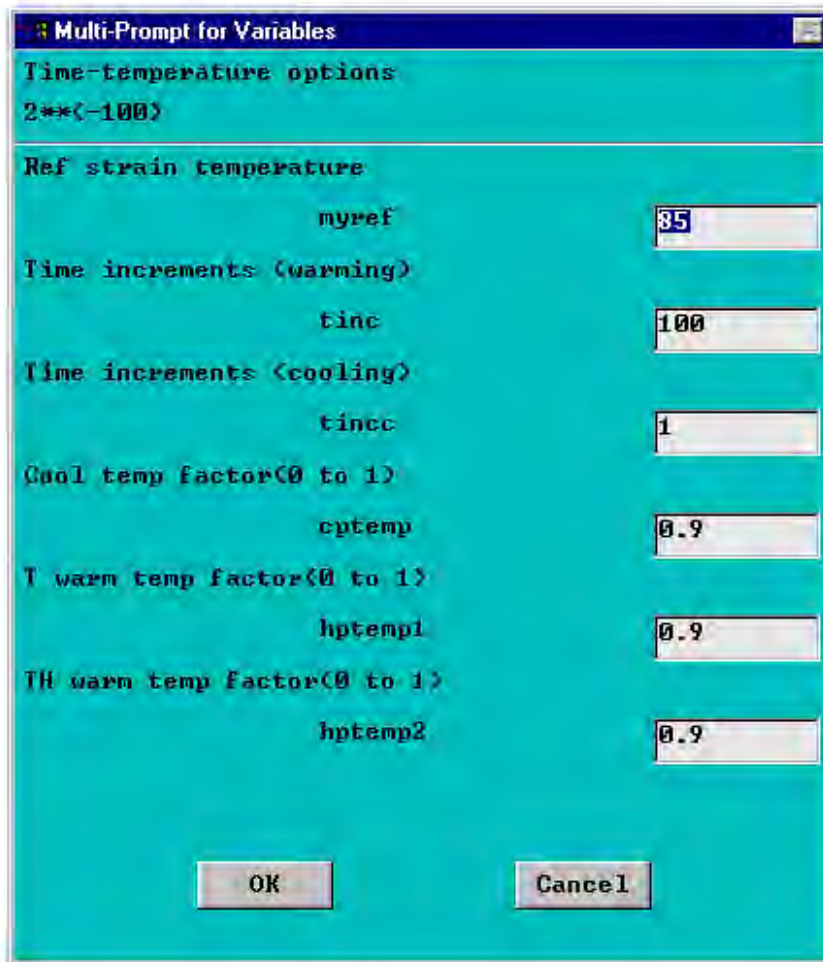 Multi-Prompt for Variables
Time-temperature options
2**(-100)
Ref strain temperature
myref 85
Time increments (warming)
tinc 100
Time increments (cooling)
tincc 1
Cool temp factor(0 to 1)
cptemp 0.9
T warm temp factor(0 to 1)
hptemp1 0.9
TH warm temp factor(0 to 1)
hptemp2 0.9
OK Cancel